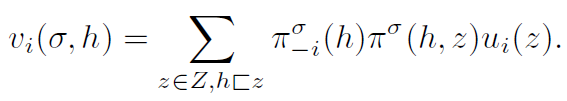 v_i(σ, h) = ∑_{z∈Z,h⊏z} π^σ_{−i}(h)π^σ(h, z)u_i(z).